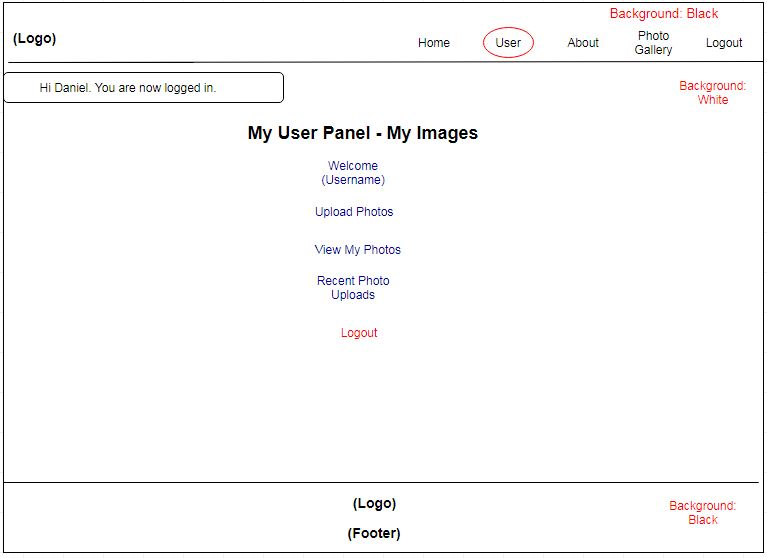 Background: Black
(Logo)
Home
User
About
Photo
Gallery
Logout
Hi Daniel. You are now logged in.
Background:
White
My User Panel - My Images
Welcome
(Username)
Upload Photos
View My Photos
Recent Photo
Uploads
Logout
(Logo)
(Footer)
Background:
Black